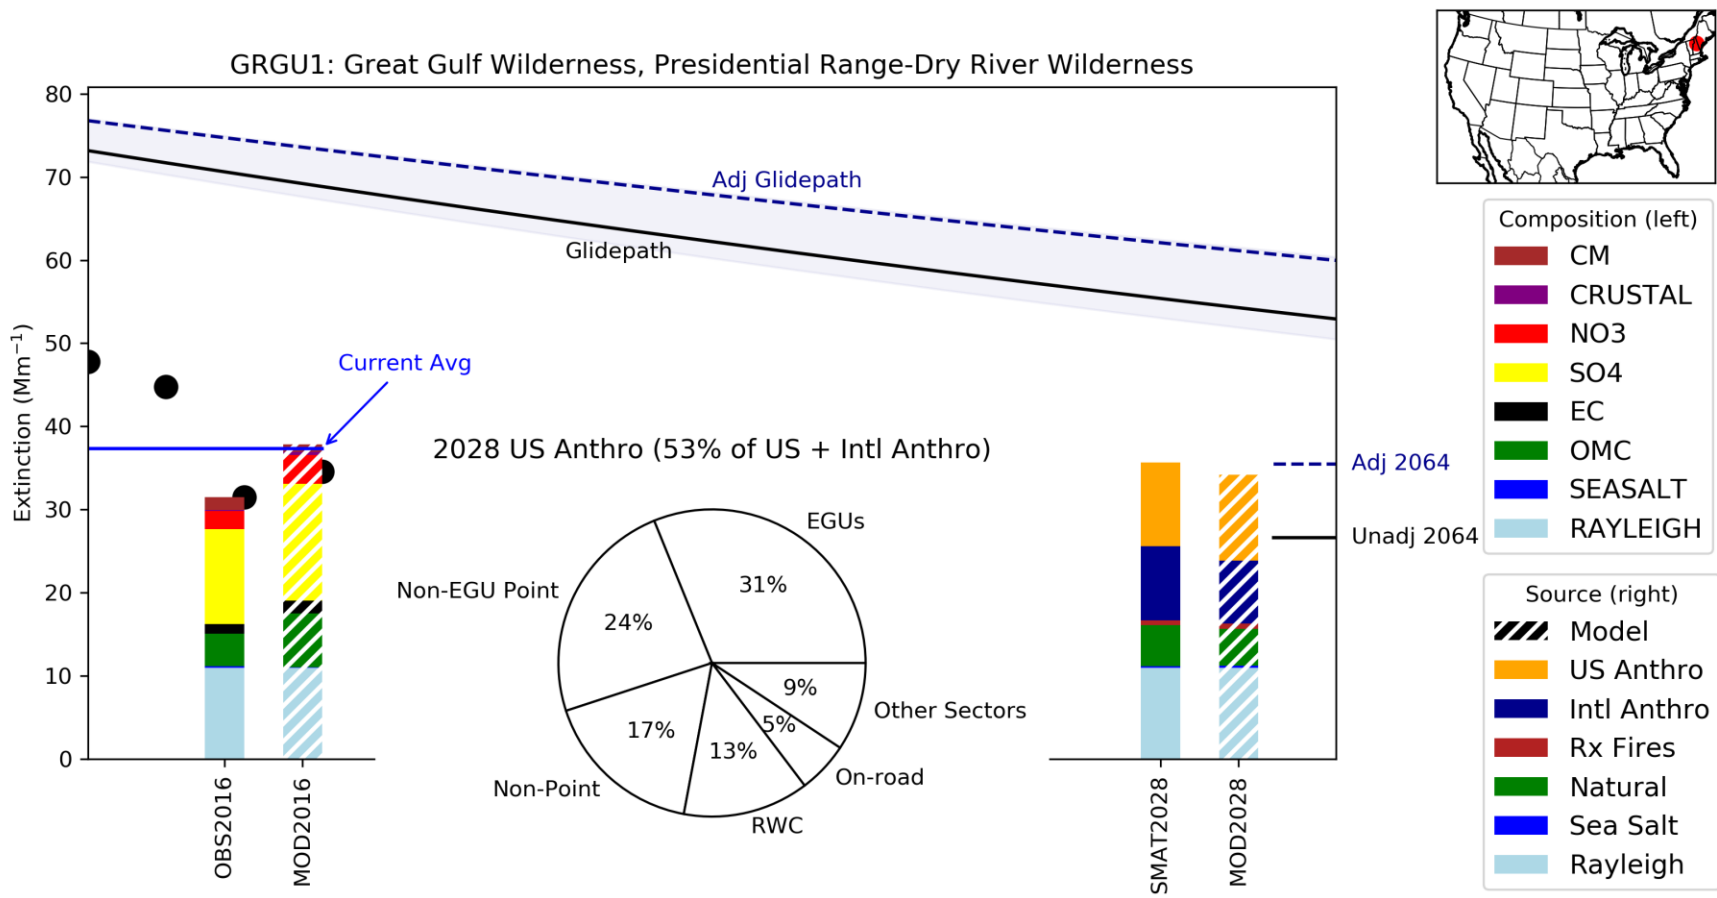 GRGU1: Great Gulf Wilderness, Presidential Range-Dry River Wilderness
Extinction (Mm⁻¹)
80
70
60
50
40
30
20
10
0
Adj Glidepath
Glidepath
Current Avg
2028 US Anthro (53% of US + Intl Anthro)
EGUs
31%
Non-EGU Point
24%
Non-Point
17%
RWC
13%
On-road
5%
Other Sectors
9%
OBS2016
MOD2016
SMAT2028
MOD2028
Adj 2064
Unadj 2064
Composition (left)
CM
CRUSTAL
NO3
SO4
EC
OMC
SEASALT
RAYLEIGH
Source (right)
Model
US Anthro
Intl Anthro
Rx Fires
Natural
Sea Salt
Rayleigh